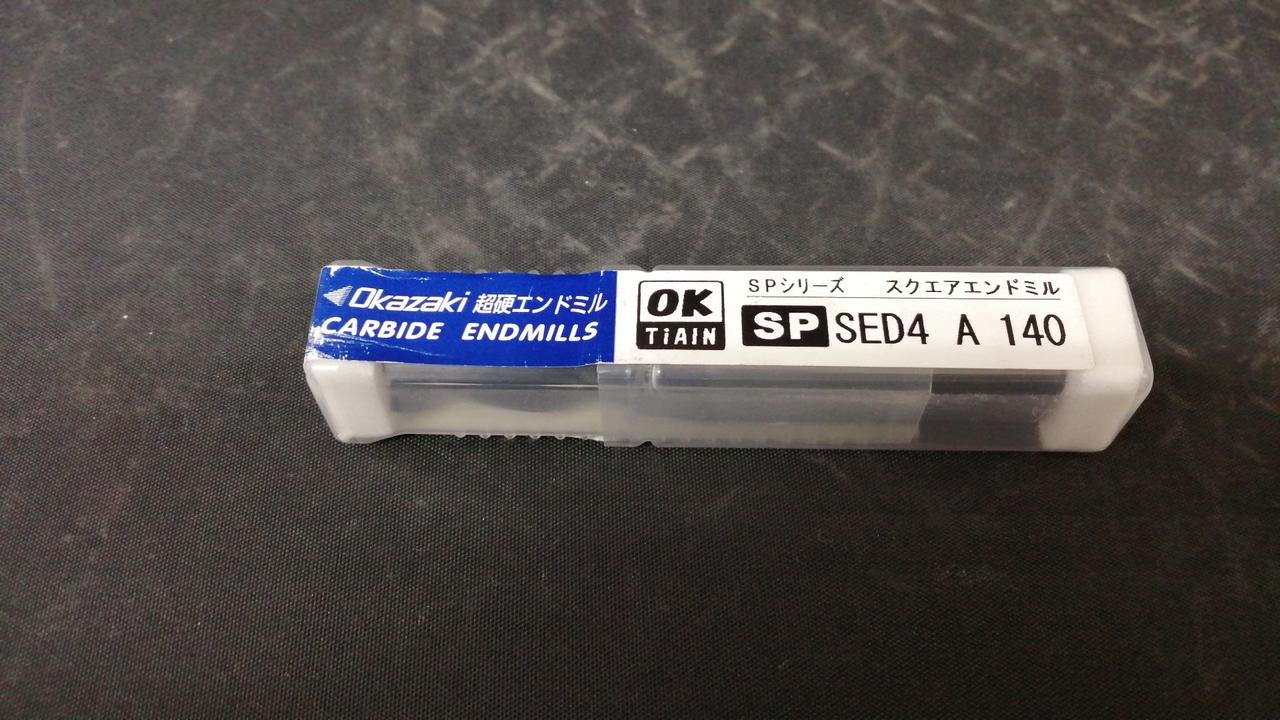 Okazaki 超硬エンドミル
CARBIDE ENDMILLS
OK
TiAlN
SPシリーズ スクエアエンドミル
SP SED4 A 140